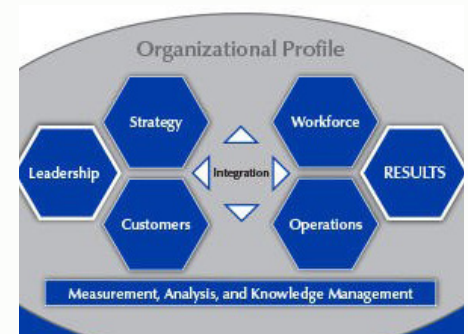 Organizational Profile
Strategy
Workforce
Leadership
Integration
RESULTS
Customers
Operations
Measurement, Analysis, and Knowledge Management